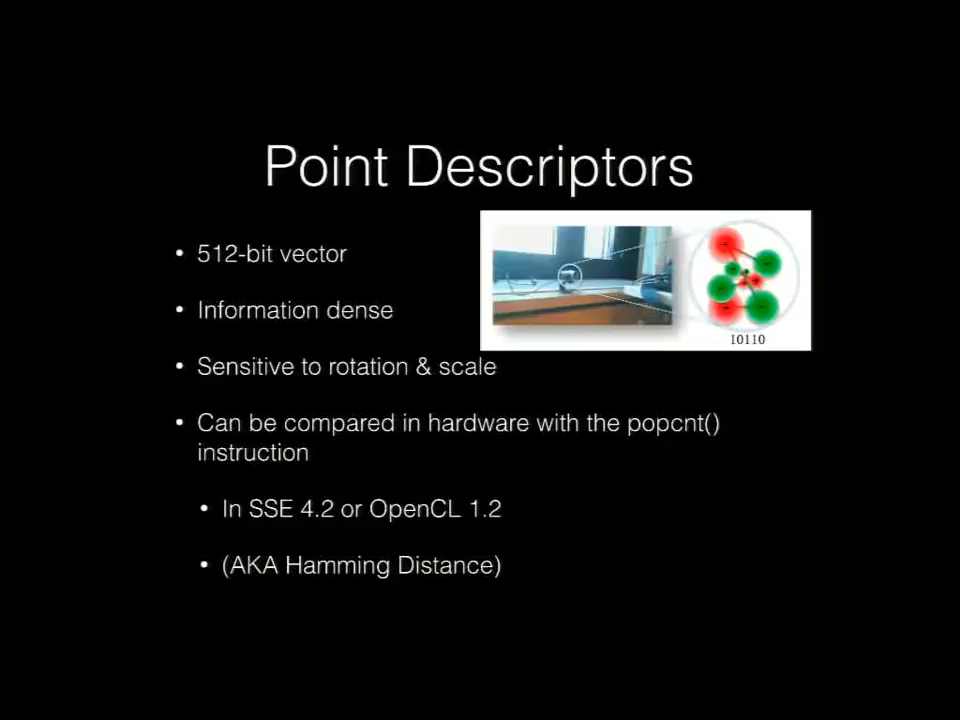 Point Descriptors
• 512-bit vector
• Information dense
• Sensitive to rotation & scale
• Can be compared in hardware with the popcnt()
instruction
• In SSE 4.2 or OpenCL 1.2
• (AKA Hamming Distance)
10110